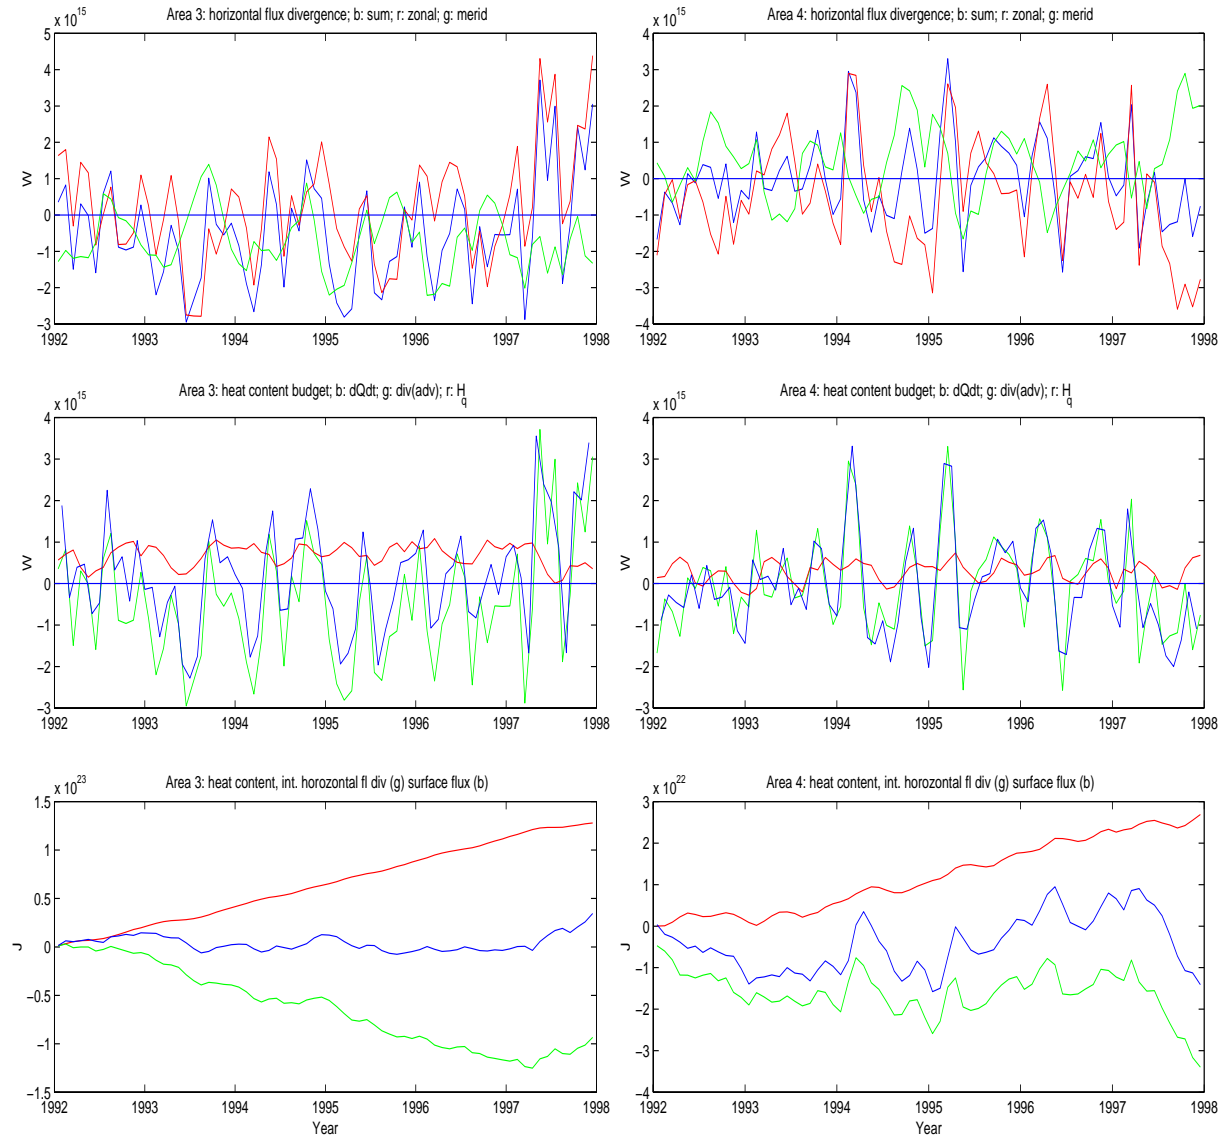 Area 3: horizontal flux divergence; b: sum; r: zonal; g: merid
x 10^15
5
4
3
2
1
0
−1
−2
−3
W
1992 1993 1994 1995 1996 1997 1998
Area 4: horizontal flux divergence; b: sum; r: zonal; g: merid
x 10^15
4
3
2
1
0
−1
−2
−3
−4
W
1992 1993 1994 1995 1996 1997 1998
Area 3: heat content budget; b: dQdt; g: div(adv); r: H_q
x 10^15
4
3
2
1
0
−1
−2
−3
W
1992 1993 1994 1995 1996 1997 1998
Area 4: heat content budget; b: dQdt; g: div(adv); r: H_q
x 10^15
4
3
2
1
0
−1
−2
−3
W
1992 1993 1994 1995 1996 1997 1998
Area 3: heat content, int. horozontal fl div (g) surface flux (b)
x 10^23
1.5
1
0.5
0
−0.5
−1
−1.5
J
1992 1993 1994 1995 1996 1997 1998
Year
Area 4: heat content, int. horozontal fl div (g) surface flux (b)
x 10^22
3
2
1
0
−1
−2
−3
−4
J
1992 1993 1994 1995 1996 1997 1998
Year